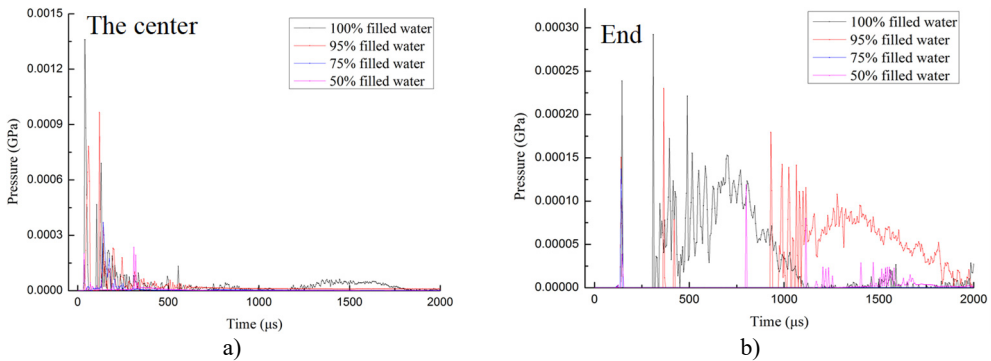 The center
100% filled water
95% filled water
75% filled water
50% filled water
Pressure (GPa)
0.0015
0.0012
0.0009
0.0006
0.0003
0.0000
0 500 1000 1500 2000
Time (μs)
a)
End
100% filled water
95% filled water
75% filled water
50% filled water
Pressure (GPa)
0.00030
0.00025
0.00020
0.00015
0.00010
0.00005
0.00000
0 500 1000 1500 2000
Time (μs)
b)